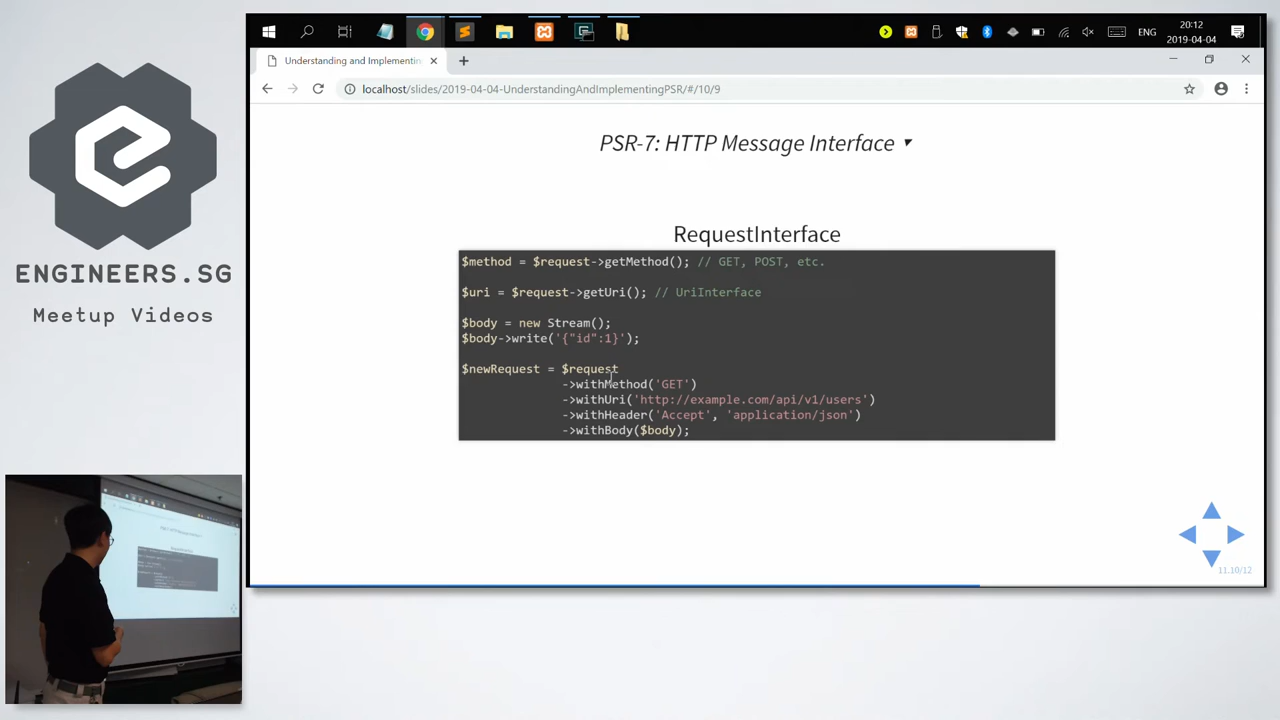 ENGINEERS.SG
Meetup Videos
20:12
ENG
2019-04-04
Understanding and Implementin
localhost/slides/2019-04-04-UnderstandingAndImplementingPSR/#/10/9
PSR-7: HTTP Message Interface
RequestInterface
$method = $request->getMethod(); // GET, POST, etc.
$uri = $request->getUri(); // UriInterface
$body = new Stream();
$body->write('{"id":1}');
$newRequest = $request
->withMethod('GET')
->withUri('http://example.com/api/v1/users')
->withHeader('Accept', 'application/json')
->withBody($body);
11.10/12